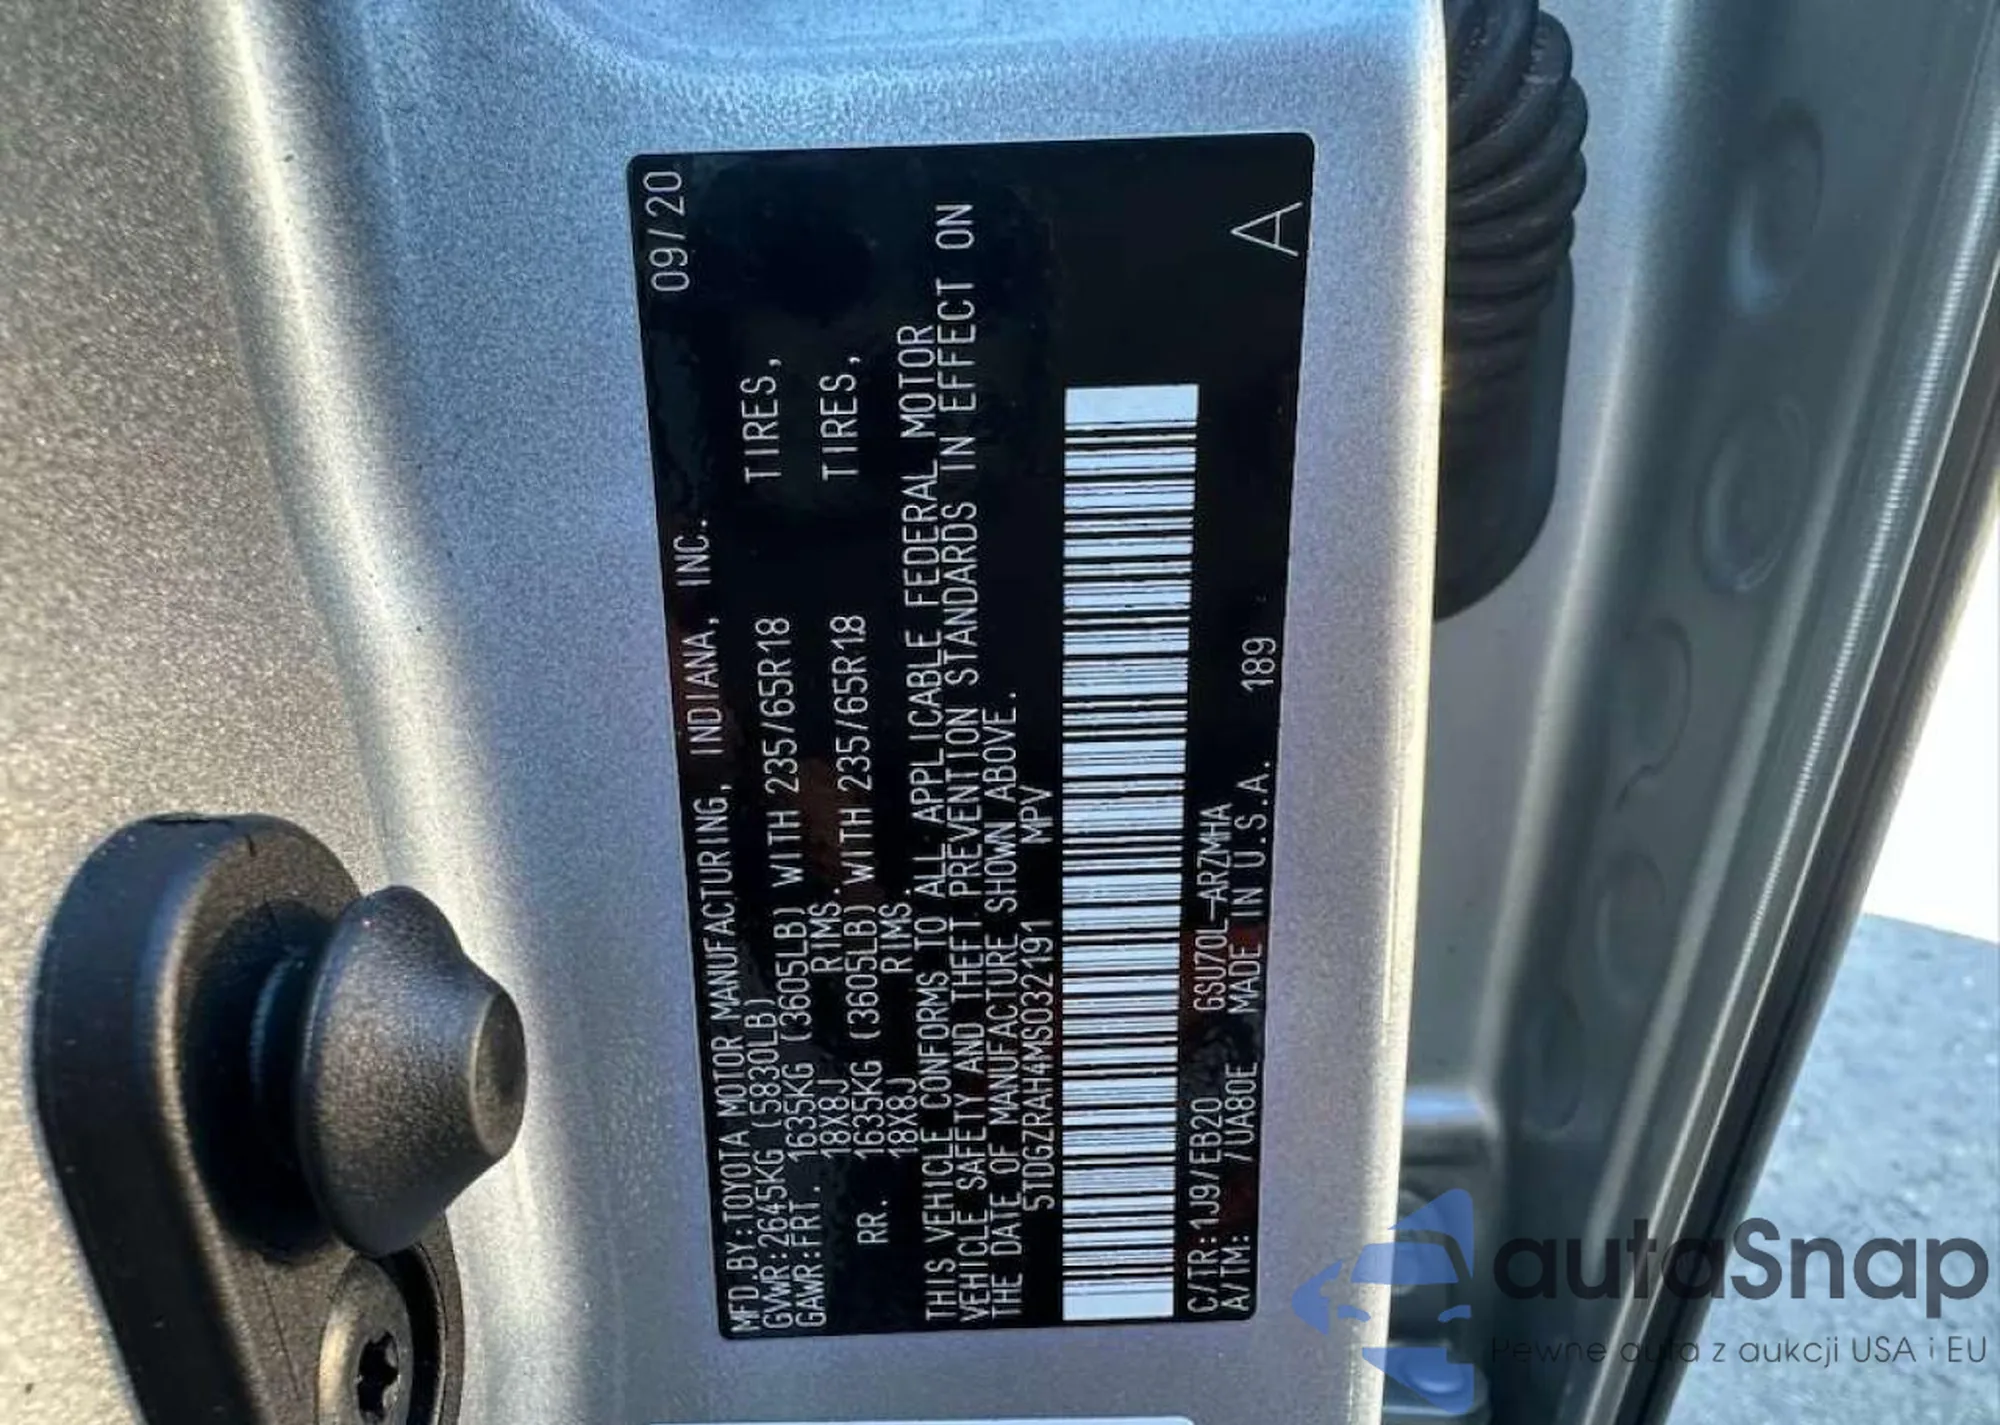 MFD.BY:TOYOTA MOTOR MANUFACTURING, INDIANA, INC. 09/20
GVWR:2645KG (5830LB)
GAWR:FRT. 1635KG (3605LB) WITH 235/65R18 TIRES,
18X8J RIMS.
RR. 1635KG (3605LB) WITH 235/65R18 TIRES,
18X8J RIMS.
THIS VEHICLE CONFORMS TO ALL APPLICABLE FEDERAL MOTOR
VEHICLE SAFETY AND THEFT PREVENTION STANDARDS IN EFFECT ON
THE DATE OF MANUFACTURE SHOWN ABOVE.
5TDGZRAH4MS032191 MPV
C/TR:1J9/EB20 GSU70L-ARZMHA
A/TM: /UA80E MADE IN U.S.A. 189
A
autaSnap
Pewne auta z aukcji USA i EU